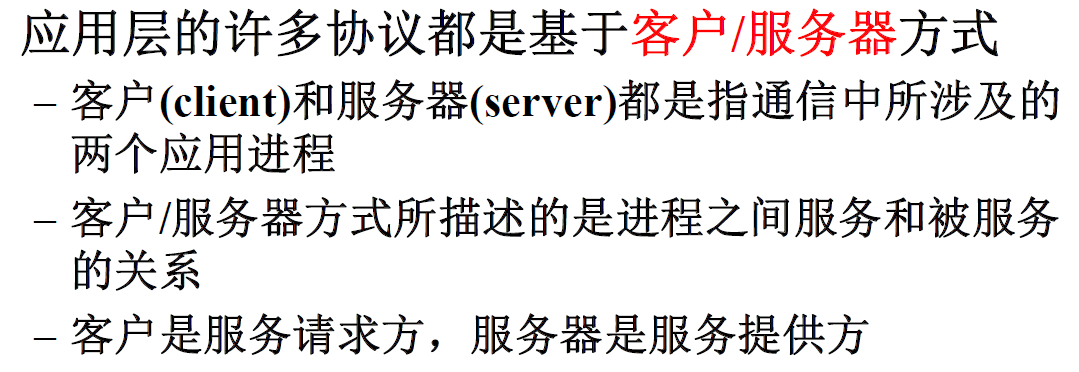 应用层的许多协议都是基于客户/服务器方式
– 客户(client)和服务器(server)都是指通信中所涉及的
两个应用进程
– 客户/服务器方式所描述的是进程之间服务和被服务
的关系
– 客户是服务请求方，服务器是服务提供方